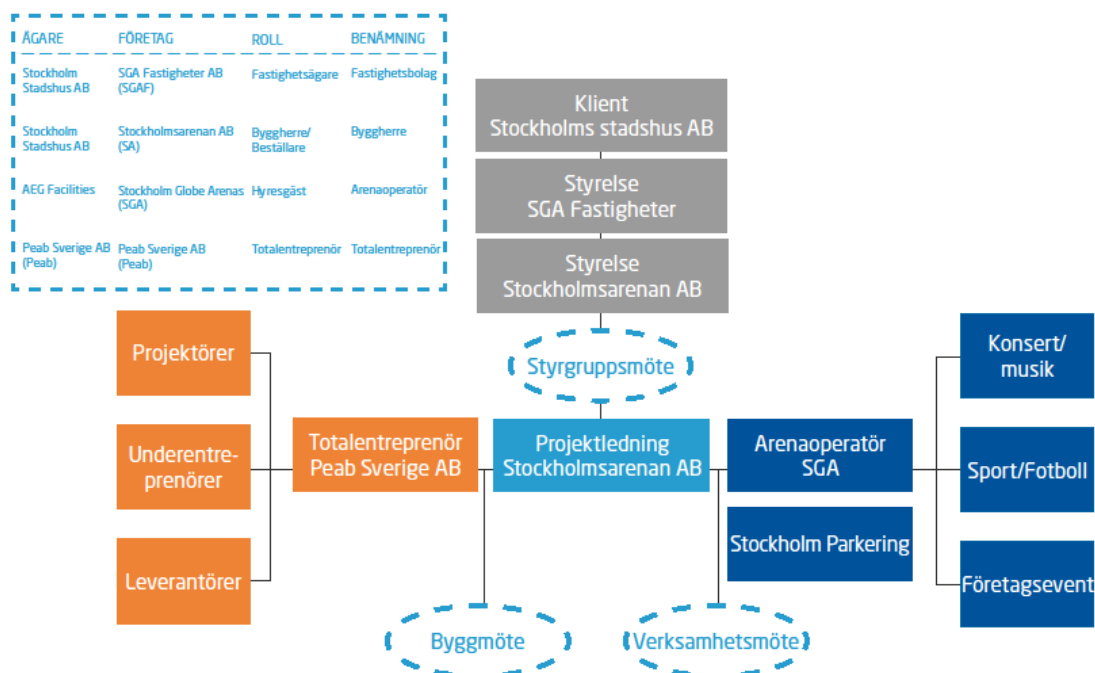 ÄGARE FÖRETAG ROLL BENÄMNING
Stockholm Stadshus AB SGA Fastigheter AB (SGAF) Fastighetsägare Fastighetsbolag
Stockholm Stadshus AB Stockholmsarenan AB (SA) Byggherre/ Beställare Byggherre
AEG Facilities Stockholm Globe Arenas (SGA) Hyresgäst Arenaoperatör
Peab Sverige AB (Peab) Peab Sverige AB (Peab) Totalentreprenör Totalentreprenör
Klient
Stockholms stadshus AB
Styrelse
SGA Fastigheter
Styrelse
Stockholmsarenan AB
Styrgruppsmöte
Projektörer
Underentre-
prenörer
Leverantörer
Totalentreprenör
Peab Sverige AB
Projektledning
Stockholmsarenan AB
Arenaoperatör
SGA
Stockholm Parkering
Konsert/
musik
Sport/Fotboll
Företagsevent
Byggmöte
Verksamhetsmöte